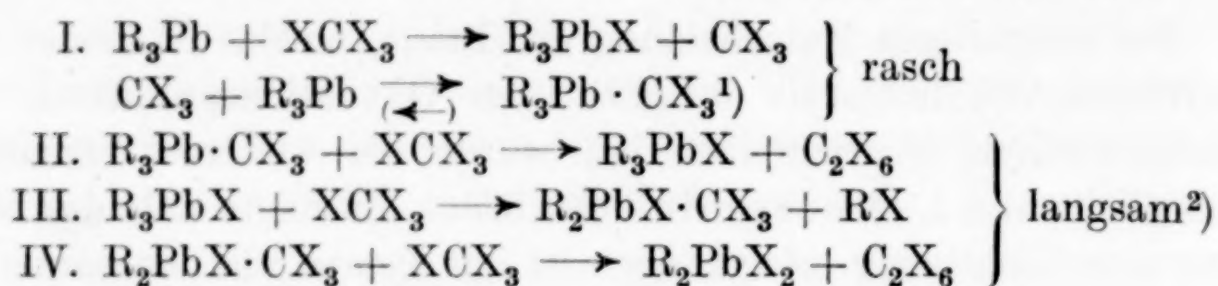 I. R₃Pb + XCX₃ ⟶ R₃PbX + CX₃ } rasch
CX₃ + R₃Pb ⟶ (⟵) R₃Pb · CX₃¹) 
II. R₃Pb·CX₃ + XCX₃ ⟶ R₃PbX + C₂X₆
III. R₃PbX + XCX₃ ⟶ R₂PbX·CX₃ + RX } langsam²)
IV. R₂PbX·CX₃ + XCX₃ ⟶ R₂PbX₂ + C₂X₆